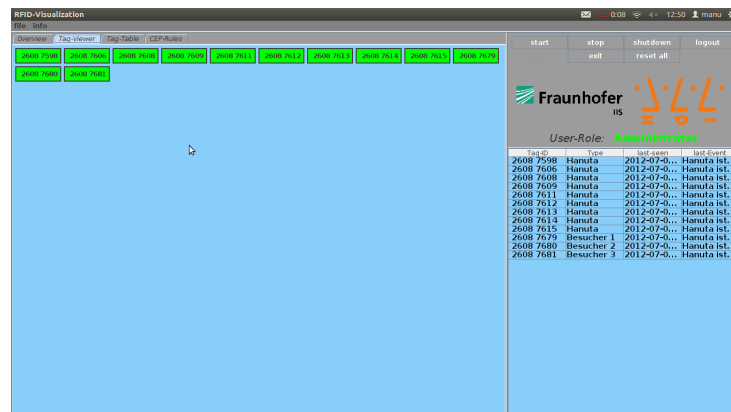 RFID-Visualization 0:08 12:50 manu
file info
Overview Tag-Viewer Tag-Table CEP-Rules
2608 7598 2608 7606 2608 7608 2608 7609 2608 7611 2608 7612 2608 7613 2608 7614 2608 7615 2608 7679
2608 7680 2608 7681
start stop shutdown logout
exit reset all
Fraunhofer
IIS
User-Role: Administrator
Tag-ID Type last-seen last-Event
2608 7598 Hanuta 2012-07-0... Hanuta ist.
2608 7606 Hanuta 2012-07-0... Hanuta ist.
2608 7608 Hanuta 2012-07-0... Hanuta ist.
2608 7609 Hanuta 2012-07-0... Hanuta ist.
2608 7611 Hanuta 2012-07-0... Hanuta ist.
2608 7612 Hanuta 2012-07-0... Hanuta ist.
2608 7613 Hanuta 2012-07-0... Hanuta ist.
2608 7614 Hanuta 2012-07-0... Hanuta ist.
2608 7615 Hanuta 2012-07-0... Hanuta ist.
2608 7679 Besucher 1 2012-07-0... Hanuta ist.
2608 7680 Besucher 2 2012-07-0... Hanuta ist.
2608 7681 Besucher 3 2012-07-0... Hanuta ist.